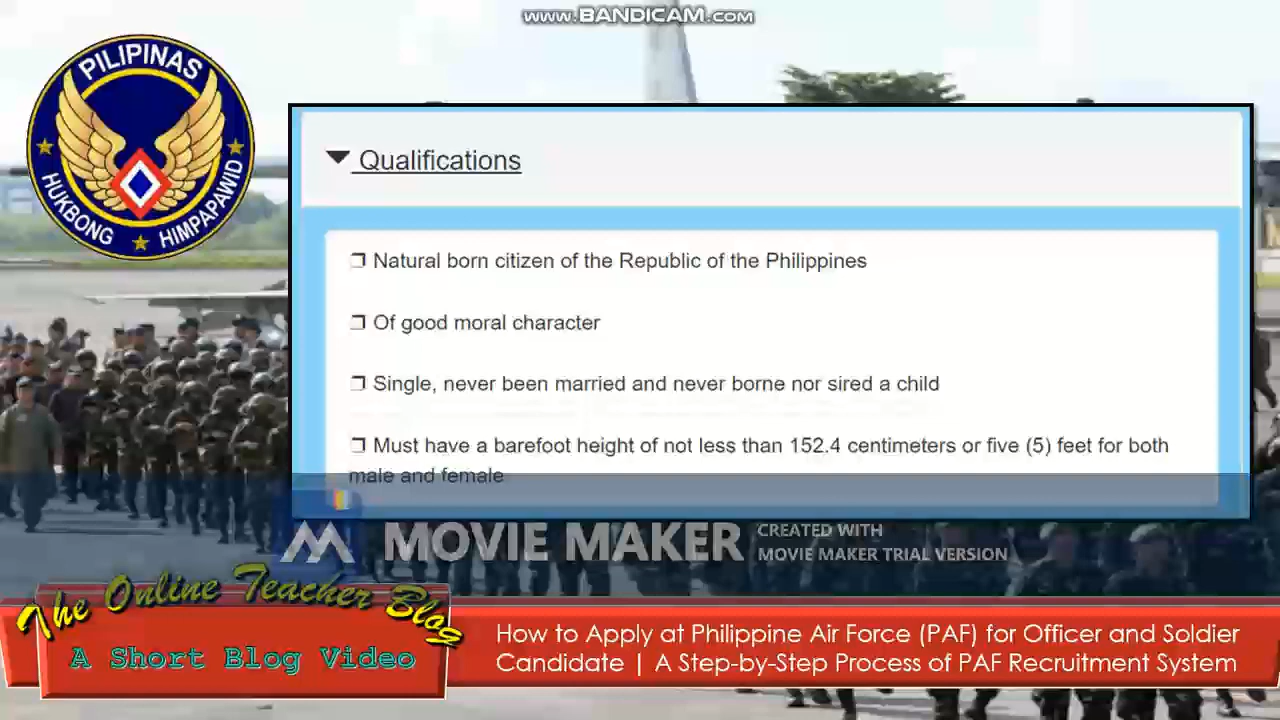 www.BANDICAM.com
PILIPINAS
HUKBONG HIMPAPAWID
Qualifications
❒ Natural born citizen of the Republic of the Philippines
❒ Of good moral character
❒ Single, never been married and never borne nor sired a child
❒ Must have a barefoot height of not less than 152.4 centimeters or five (5) feet for both
male and female
MOVIE MAKER
CREATED WITH
MOVIE MAKER TRIAL VERSION
The Online Teacher Blog
A Short Blog Video
How to Apply at Philippine Air Force (PAF) for Officer and Soldier
Candidate | A Step-by-Step Process of PAF Recruitment System